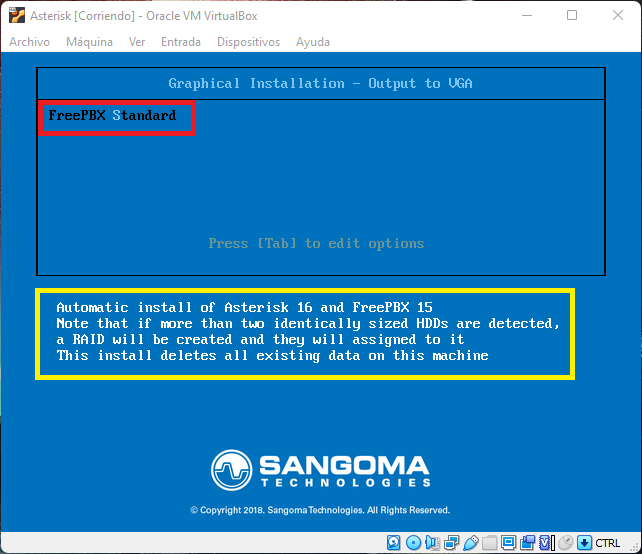 Asterisk [Corriendo] - Oracle VM VirtualBox
Archivo Máquina Ver Entrada Dispositivos Ayuda
Graphical Installation - Output to VGA
FreePBX Standard
Press [Tab] to edit options
Automatic install of Asterisk 16 and FreePBX 15
Note that if more than two identically sized HDDs are detected,
a RAID will be created and they will assigned to it
This install deletes all existing data on this machine
SANGOMA
TECHNOLOGIES
© Copyright 2018. Sangoma Technologies. All Rights Reserved.
CTRL